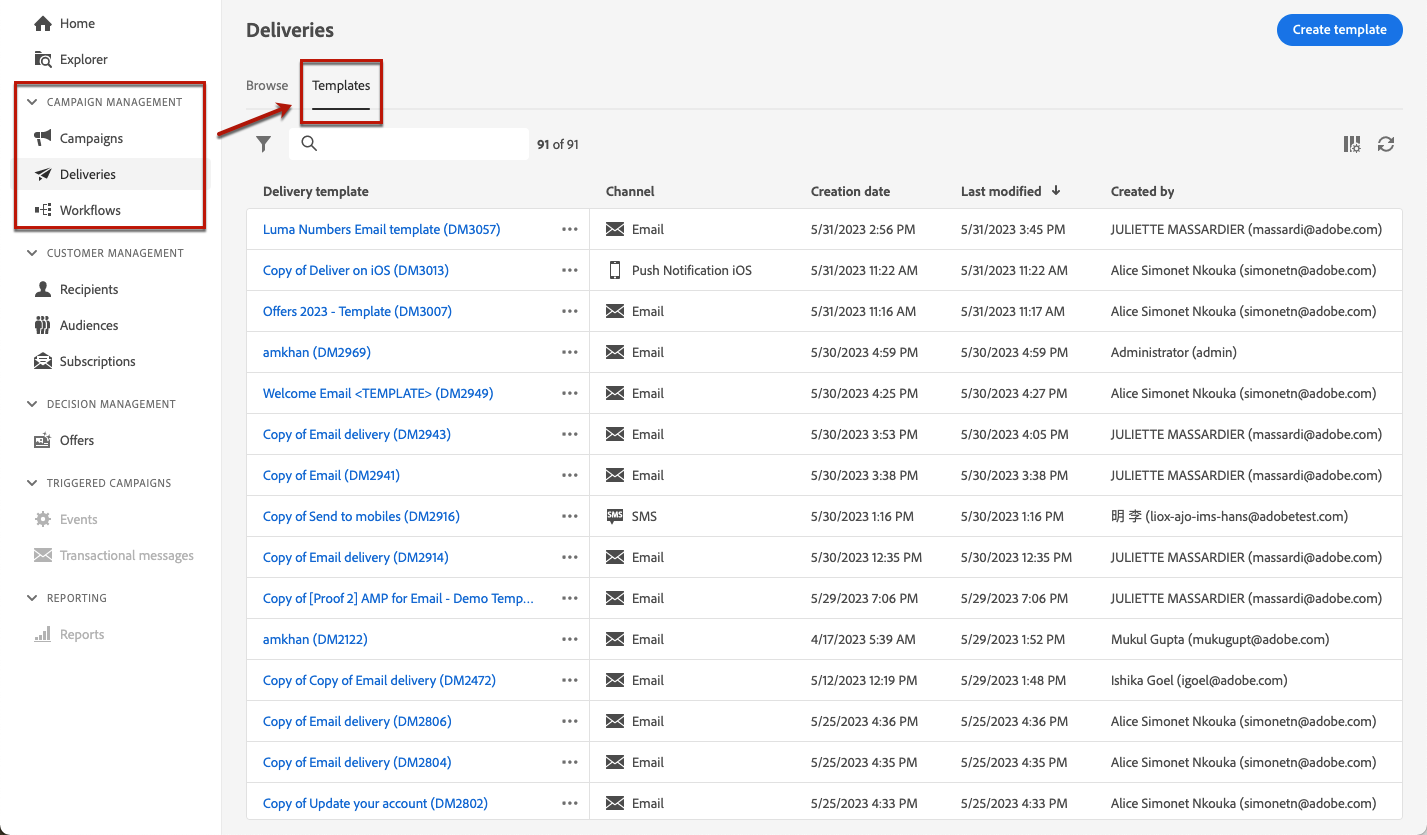 Home
Explorer
CAMPAIGN MANAGEMENT
Campaigns
Deliveries
Workflows
CUSTOMER MANAGEMENT
Recipients
Audiences
Subscriptions
DECISION MANAGEMENT
Offers
TRIGGERED CAMPAIGNS
Events
Transactional messages
REPORTING
Reports
Deliveries
Create template
Browse Templates
91 of 91
Delivery template Channel Creation date Last modified Created by
Luma Numbers Email template (DM3057) Email 5/31/2023 2:56 PM 5/31/2023 3:45 PM JULIETTE MASSARDIER (massardi@adobe.com)
Copy of Deliver on iOS (DM3013) Push Notification iOS 5/31/2023 11:22 AM 5/31/2023 11:22 AM Alice Simonet Nkouka (simonetn@adobe.com)
Offers 2023 - Template (DM3007) Email 5/31/2023 11:16 AM 5/31/2023 11:17 AM Alice Simonet Nkouka (simonetn@adobe.com)
amkhan (DM2969) Email 5/30/2023 4:59 PM 5/30/2023 4:59 PM Administrator (admin)
Welcome Email <TEMPLATE> (DM2949) Email 5/30/2023 4:25 PM 5/30/2023 4:27 PM Alice Simonet Nkouka (simonetn@adobe.com)
Copy of Email delivery (DM2943) Email 5/30/2023 3:53 PM 5/30/2023 4:05 PM JULIETTE MASSARDIER (massardi@adobe.com)
Copy of Email (DM2941) Email 5/30/2023 3:38 PM 5/30/2023 3:38 PM JULIETTE MASSARDIER (massardi@adobe.com)
Copy of Send to mobiles (DM2916) SMS SMS 5/30/2023 1:16 PM 5/30/2023 1:16 PM 明 李 (liox-ajo-ims-hans@adobetest.com)
Copy of Email delivery (DM2914) Email 5/30/2023 12:35 PM 5/30/2023 12:35 PM JULIETTE MASSARDIER (massardi@adobe.com)
Copy of [Proof 2] AMP for Email - Demo Temp... Email 5/29/2023 7:06 PM 5/29/2023 7:06 PM JULIETTE MASSARDIER (massardi@adobe.com)
amkhan (DM2122) Email 4/17/2023 5:39 AM 5/29/2023 1:52 PM Mukul Gupta (mukugupt@adobe.com)
Copy of Copy of Email delivery (DM2472) Email 5/12/2023 12:19 PM 5/29/2023 1:48 PM Ishika Goel (igoel@adobe.com)
Copy of Email delivery (DM2806) Email 5/25/2023 4:36 PM 5/25/2023 4:36 PM Alice Simonet Nkouka (simonetn@adobe.com)
Copy of Email delivery (DM2804) Email 5/25/2023 4:35 PM 5/25/2023 4:35 PM Alice Simonet Nkouka (simonetn@adobe.com)
Copy of Update your account (DM2802) Email 5/25/2023 4:33 PM 5/25/2023 4:33 PM Alice Simonet Nkouka (simonetn@adobe.com)